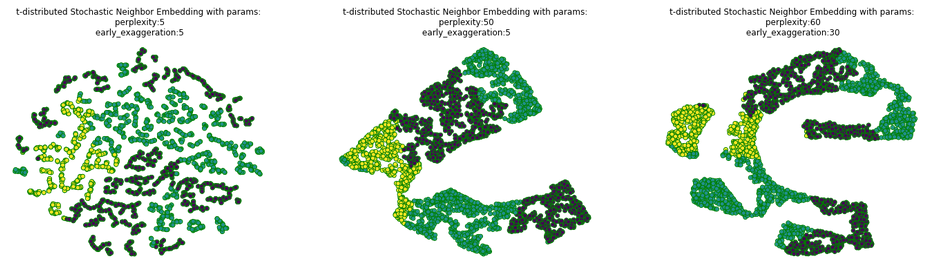 t-distributed Stochastic Neighbor Embedding with params:
perplexity:5
early_exaggeration:5
t-distributed Stochastic Neighbor Embedding with params:
perplexity:50
early_exaggeration:5
t-distributed Stochastic Neighbor Embedding with params:
perplexity:60
early_exaggeration:30